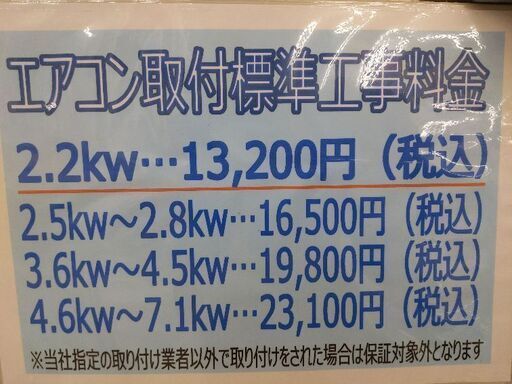 エアコン取付標準工事料金
2.2kw…13,200円（税込）
2.5kw～2.8kw…16,500円（税込）
3.6kw～4.5kw…19,800円（税込）
4.6kw～7.1kw…23,100円（税込）
※当社指定の取り付け業者以外で取り付けをされた場合は保証対象外となります